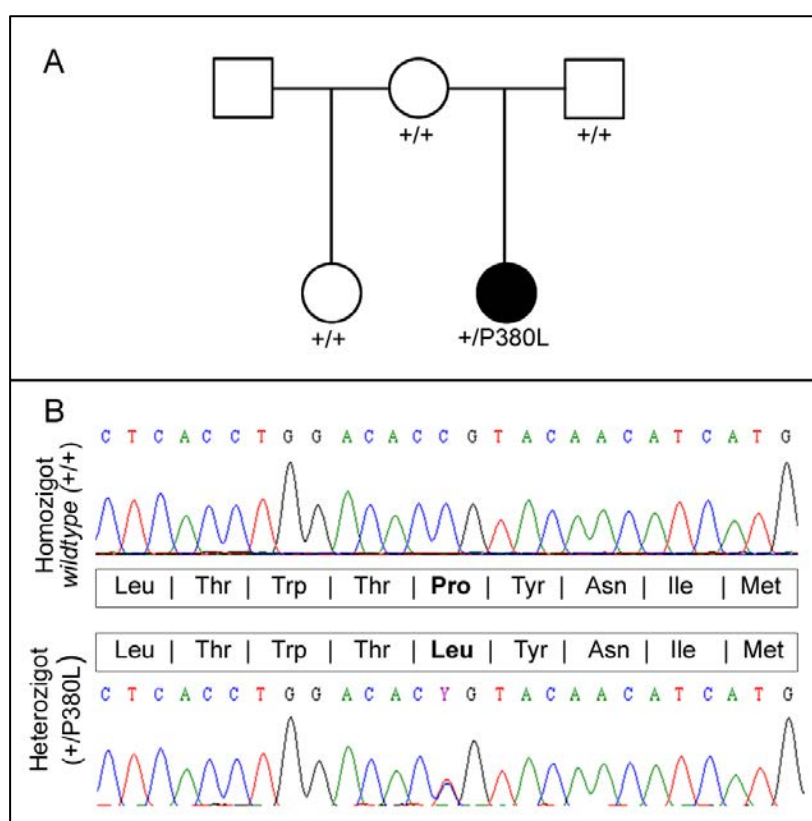 A
+/+
+/+
+/+
+/P380L
B
Homozigot
wildtype (+/+)
C T C A C C T G G A C A C C G T A C A A C A T C A T G
Leu | Thr | Trp | Thr | Pro | Tyr | Asn | Ile | Met
Heterozigot
(+/P380L)
Leu | Thr | Trp | Thr | Leu | Tyr | Asn | Ile | Met
C T C A C C T G G A C A C Y G T A C A A C A T C A T G